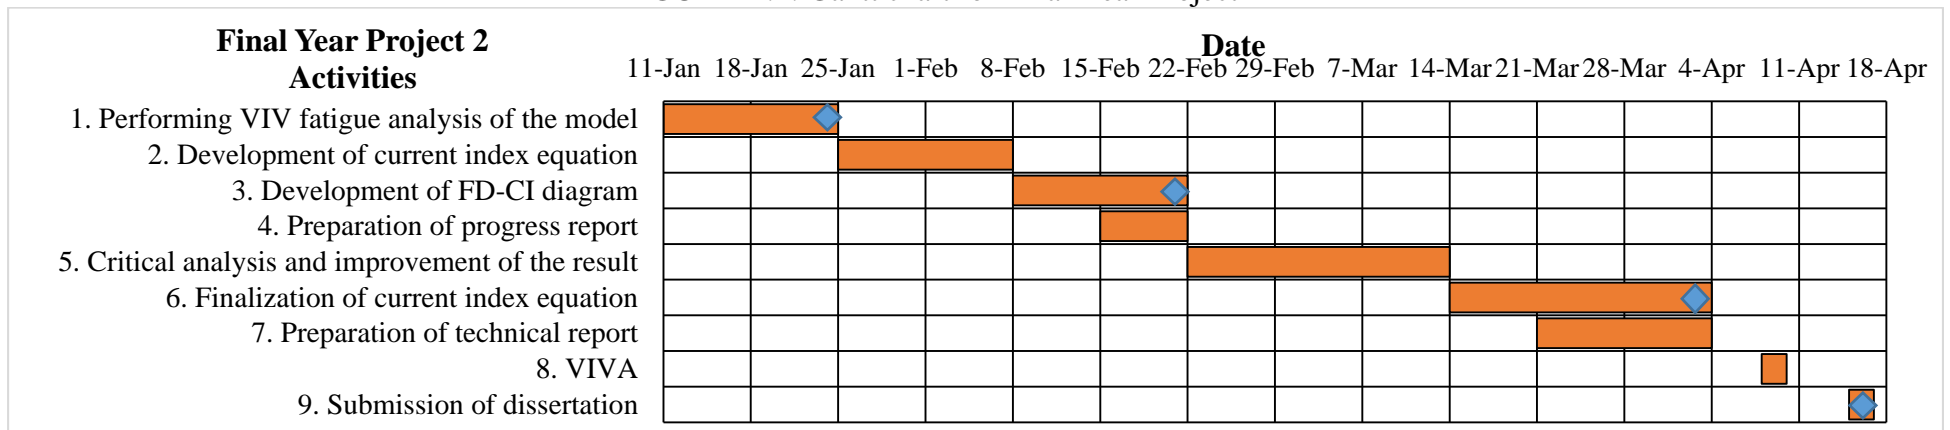 Final Year Project 2
Activities
Date
11-Jan 18-Jan 25-Jan 1-Feb 8-Feb 15-Feb 22-Feb 29-Feb 7-Mar 14-Mar 21-Mar 28-Mar 4-Apr 11-Apr 18-Apr
1. Performing VIV fatigue analysis of the model
2. Development of current index equation
3. Development of FD-CI diagram
4. Preparation of progress report
5. Critical analysis and improvement of the result
6. Finalization of current index equation
7. Preparation of technical report
8. VIVA
9. Submission of dissertation